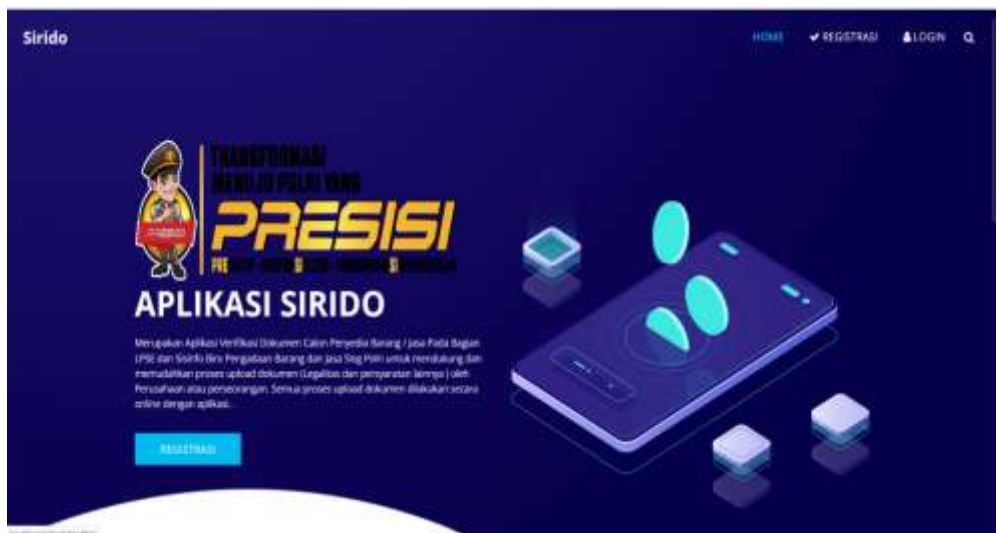 Sirido
HOME REGISTRASI LOGIN
TRANSFORMASI
MENUJU POLRI YANG
PRESISI
APLIKASI SIRIDO
Merupakan Aplikasi Verifikasi Dokumen Calon Penyedia Barang / Jasa Pada Bagian
LPSE dan Sisinfo Biro Pengadaan Barang dan Jasa Slog Polri untuk mendukung dan
memudahkan proses upload dokumen (Legalitas dan persyaratan lainnya ) oleh
Perusahaan atau perseorangan. Semua proses upload dokumen dilakukan secara
online dengan aplikasi.
REGISTRASI